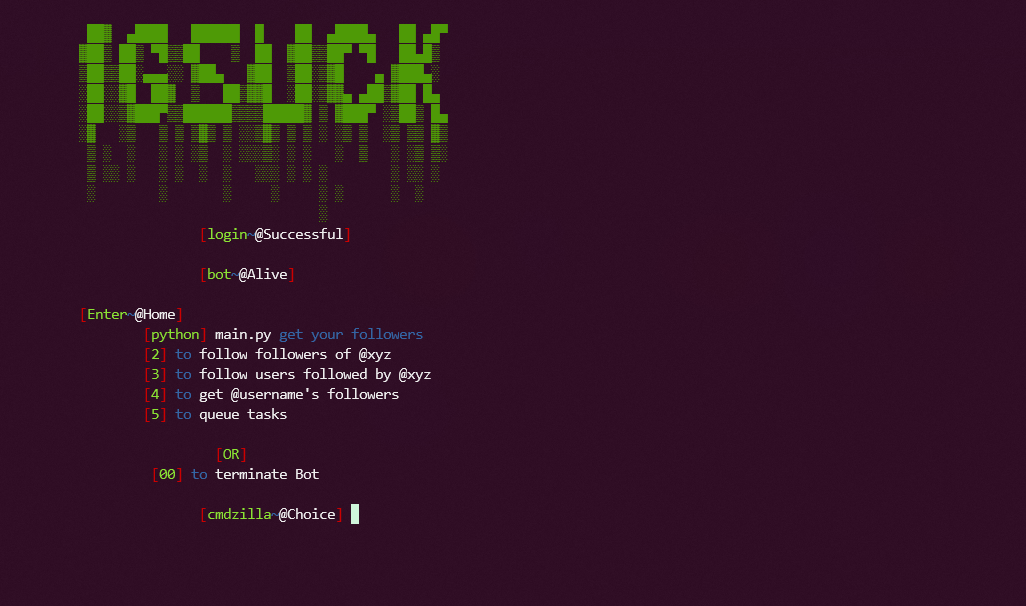 IGSLICK
[login~@Successful]
[bot~@Alive]
[Enter~@Home]
[python] main.py get your followers
[2] to follow followers of @xyz
[3] to follow users followed by @xyz
[4] to get @username's followers
[5] to queue tasks
[OR]
[00] to terminate Bot
[cmdzilla~@Choice]